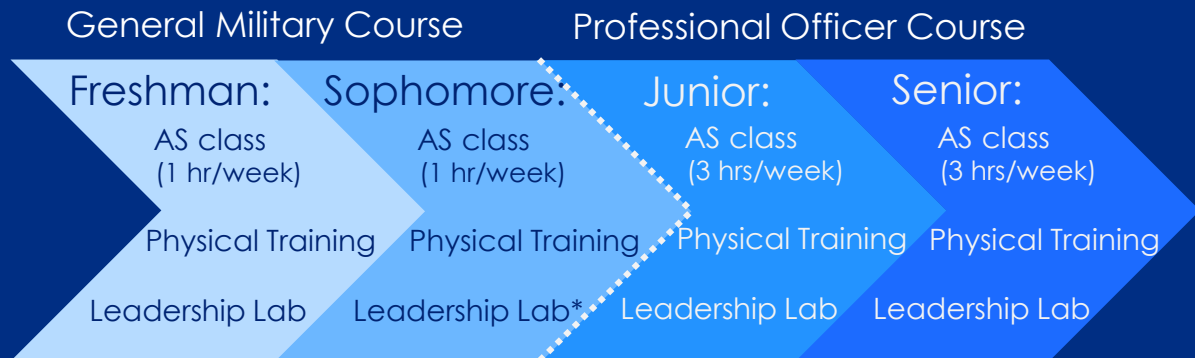 General Military Course
Professional Officer Course
Freshman:
AS class
(1 hr/week)
Physical Training
Leadership Lab
Sophomore:
AS class
(1 hr/week)
Physical Training
Leadership Lab*
Junior:
AS class
(3 hrs/week)
Physical Training
Leadership Lab
Senior:
AS class
(3 hrs/week)
Physical Training
Leadership Lab